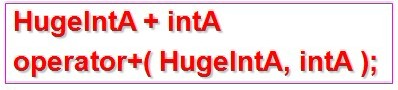 HugeIntA + intA
operator+( HugeIntA, intA );